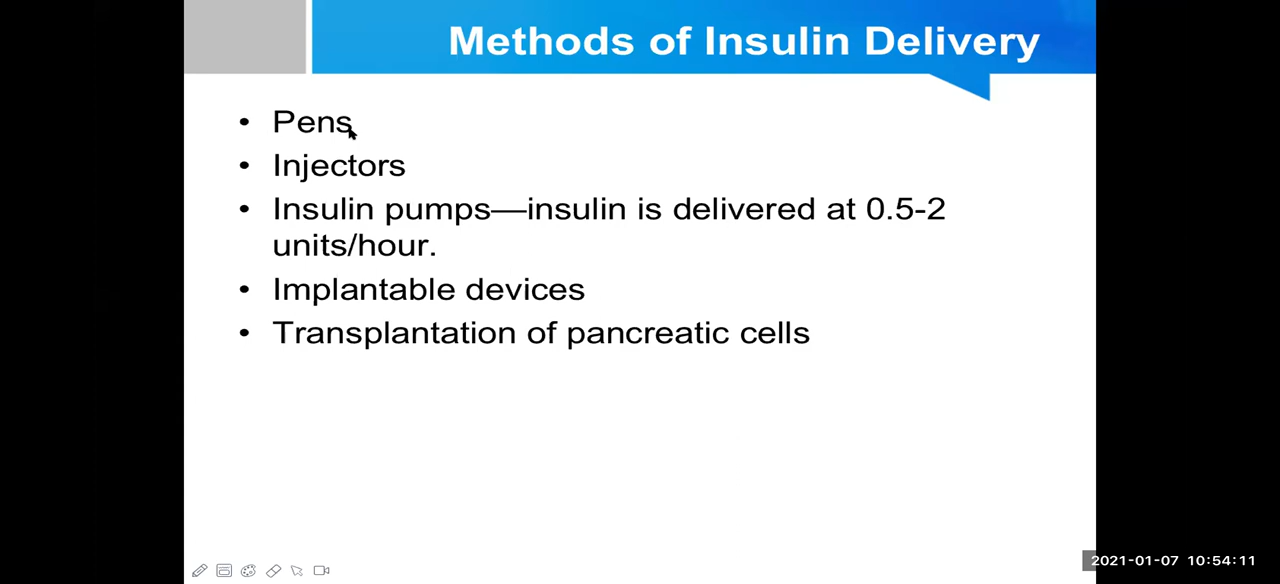 Methods of Insulin Delivery
• Pens
• Injectors
• Insulin pumps—insulin is delivered at 0.5-2
units/hour.
• Implantable devices
• Transplantation of pancreatic cells
2021-01-07 10:54:11